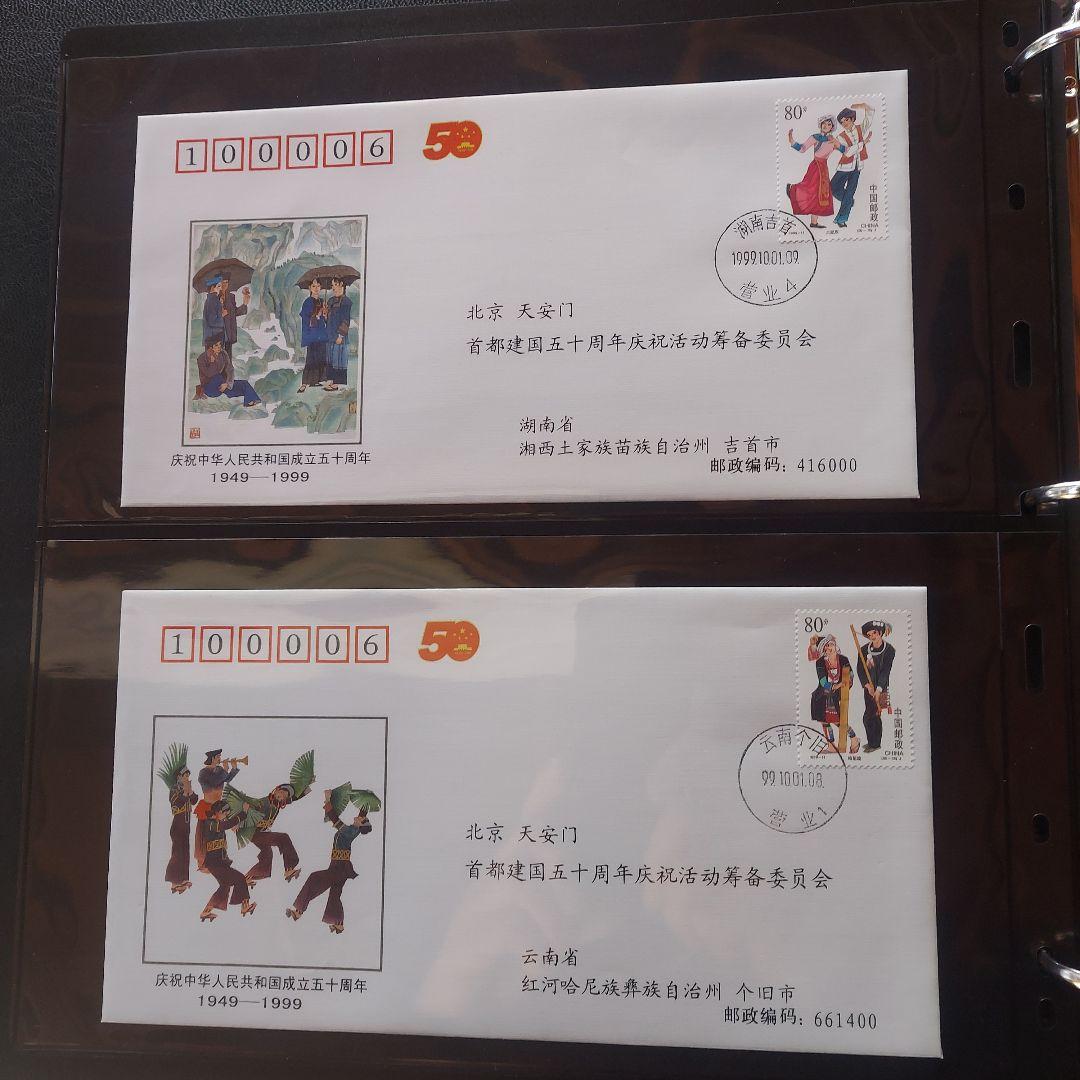 100006
50
80分
中国邮政
CHINA
湖南吉首
1999.10.01.09.
营业4
北京 天安门
首都建国五十周年庆祝活动筹备委员会
湖南省
湘西土家族苗族自治州 吉首市
邮政编码：416000
庆祝中华人民共和国成立五十周年
1949—1999
100006
50
80分
中国邮政
CHINA
云南个旧
99.10.01.08.
营业1
北京 天安门
首都建国五十周年庆祝活动筹备委员会
云南省
红河哈尼族彝族自治州 个旧市
邮政编码：661400
庆祝中华人民共和国成立五十周年
1949—1999